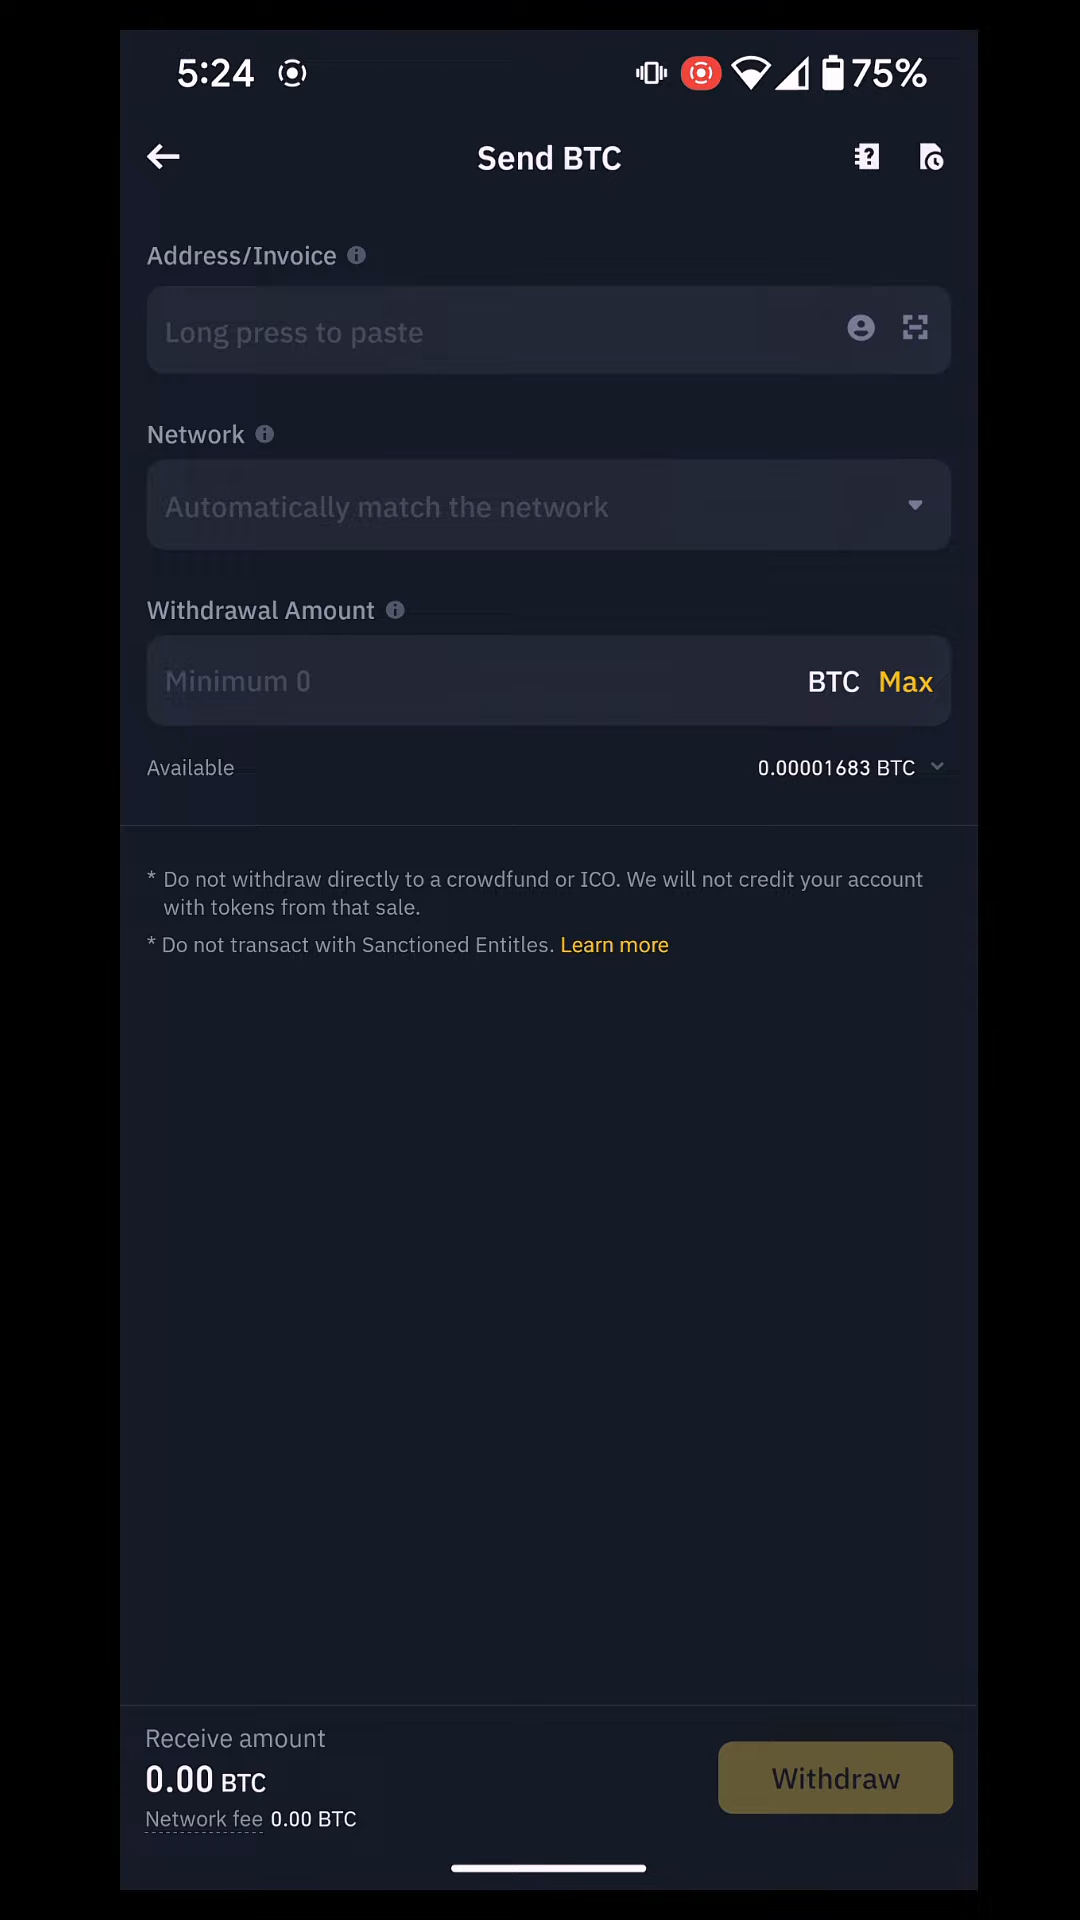 5:24 75%
Send BTC
Address/Invoice
Long press to paste
Network
Automatically match the network
Withdrawal Amount
Minimum 0 BTC Max
Available 0.00001683 BTC
* Do not withdraw directly to a crowdfund or ICO. We will not credit your account
with tokens from that sale.
* Do not transact with Sanctioned Entitles. Learn more
Receive amount
0.00 BTC
Network fee 0.00 BTC
Withdraw